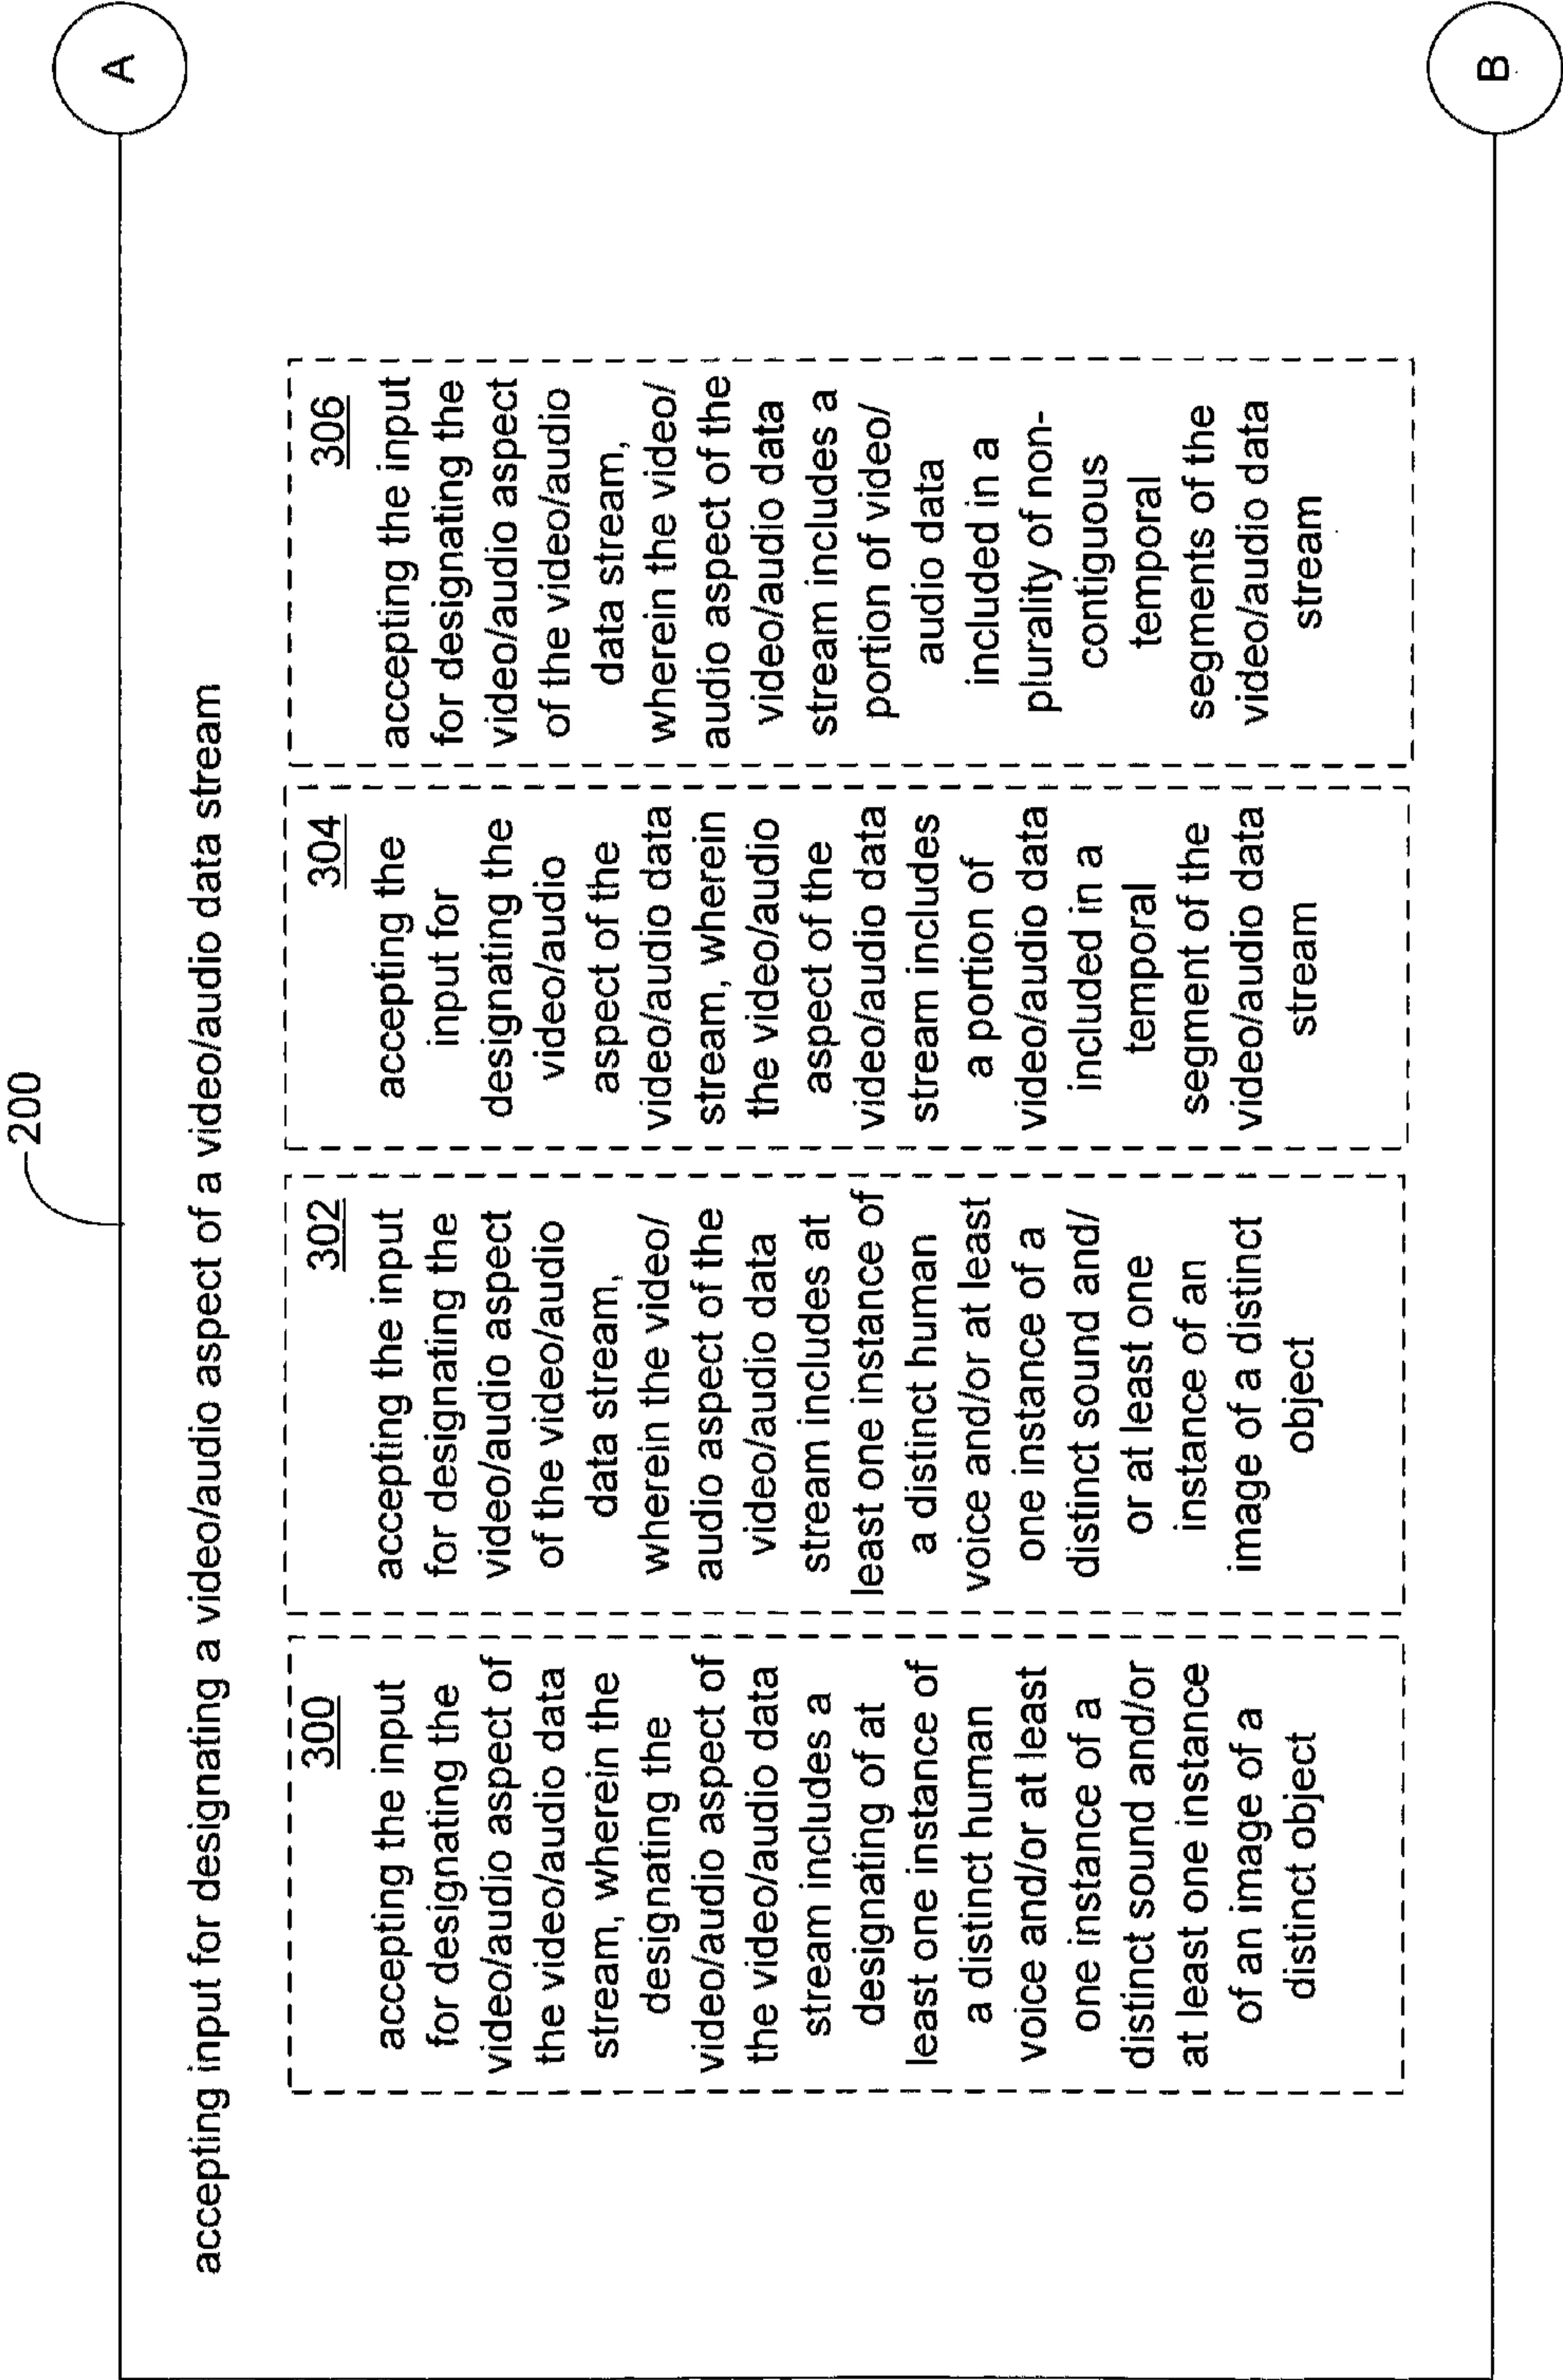 200
A
accepting input for designating a video/audio aspect of a video/audio data stream
300
accepting the input
for designating the
video/audio aspect of
the video/audio data
stream, wherein the
designating the
video/audio aspect of
the video/audio data
stream includes a
designating of at
least one instance of
a distinct human
voice and/or at least
one instance of a
distinct sound and/or
at least one instance
of an image of a
distinct object
302
accepting the input
for designating the
video/audio aspect
of the video/audio
data stream,
wherein the video/
audio aspect of the
video/audio data
stream includes at
least one instance of
a distinct human
voice and/or at least
one instance of a
distinct sound and/
or at least one
instance of an
image of a distinct
object
304
accepting the
input for
designating the
video/audio
aspect of the
video/audio data
stream, wherein
the video/audio
aspect of the
video/audio data
stream includes
a portion of
video/audio data
included in a
temporal
segment of the
video/audio data
stream
306
accepting the input
for designating the
video/audio aspect
of the video/audio
data stream,
wherein the video/
audio aspect of the
video/audio data
stream includes a
portion of video/
audio data
included in a
plurality of non-
contiguous
temporal
segments of the
video/audio data
stream
B